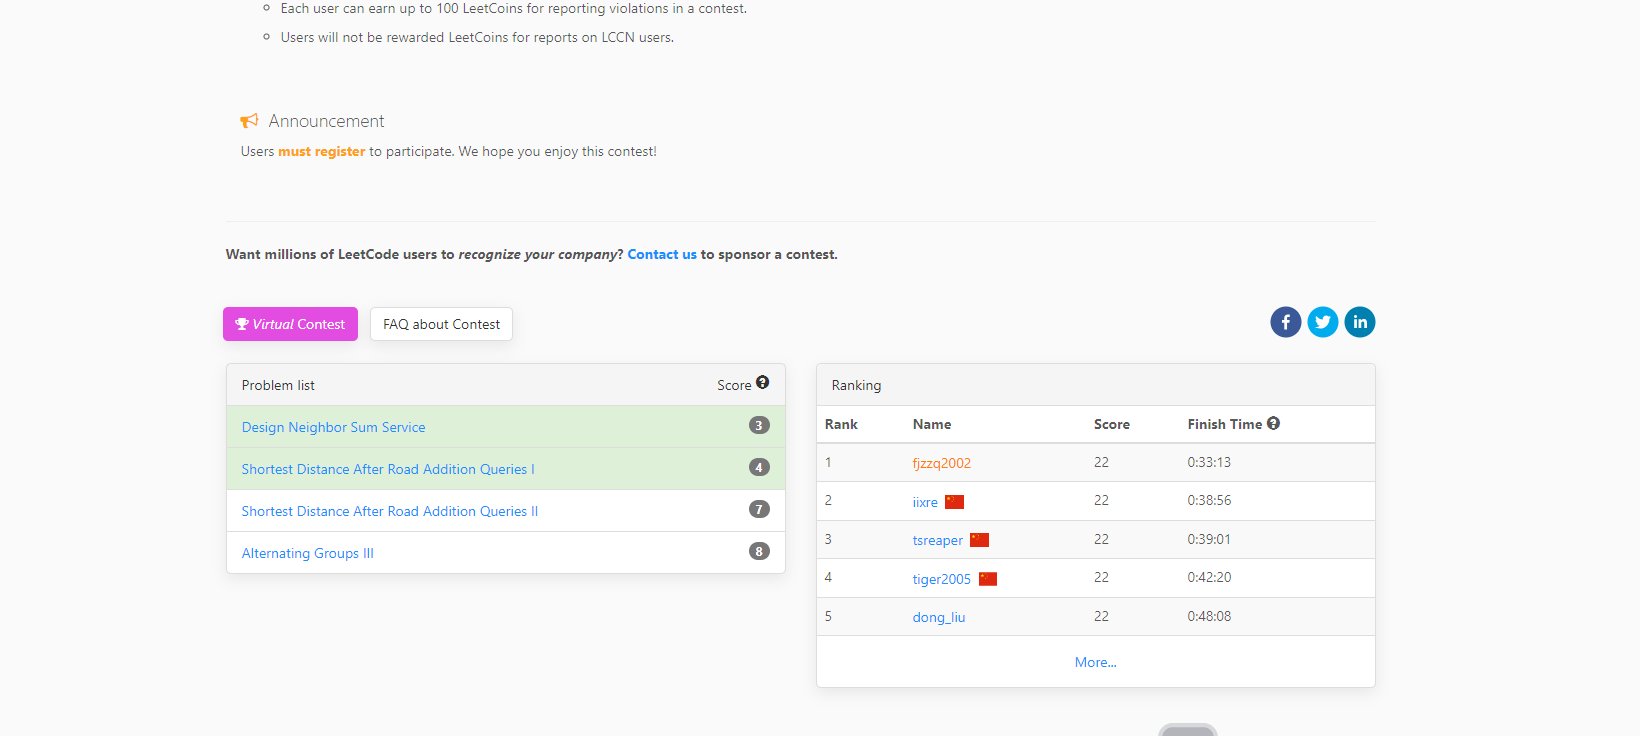 Each user can earn up to 100 LeetCoins for reporting violations in a contest.
Users will not be rewarded LeetCoins for reports on LCCN users.
Announcement
Users must register to participate. We hope you enjoy this contest!
Want millions of LeetCode users to recognize your company? Contact us to sponsor a contest.
Virtual Contest FAQ about Contest
Problem list Score
Design Neighbor Sum Service 3
Shortest Distance After Road Addition Queries I 4
Shortest Distance After Road Addition Queries II 7
Alternating Groups III 8
Ranking
Rank Name Score Finish Time
1 fjzzq2002 22 0:33:13
2 iixre 22 0:38:56
3 tsreaper 22 0:39:01
4 tiger2005 22 0:42:20
5 dong_liu 22 0:48:08
More...